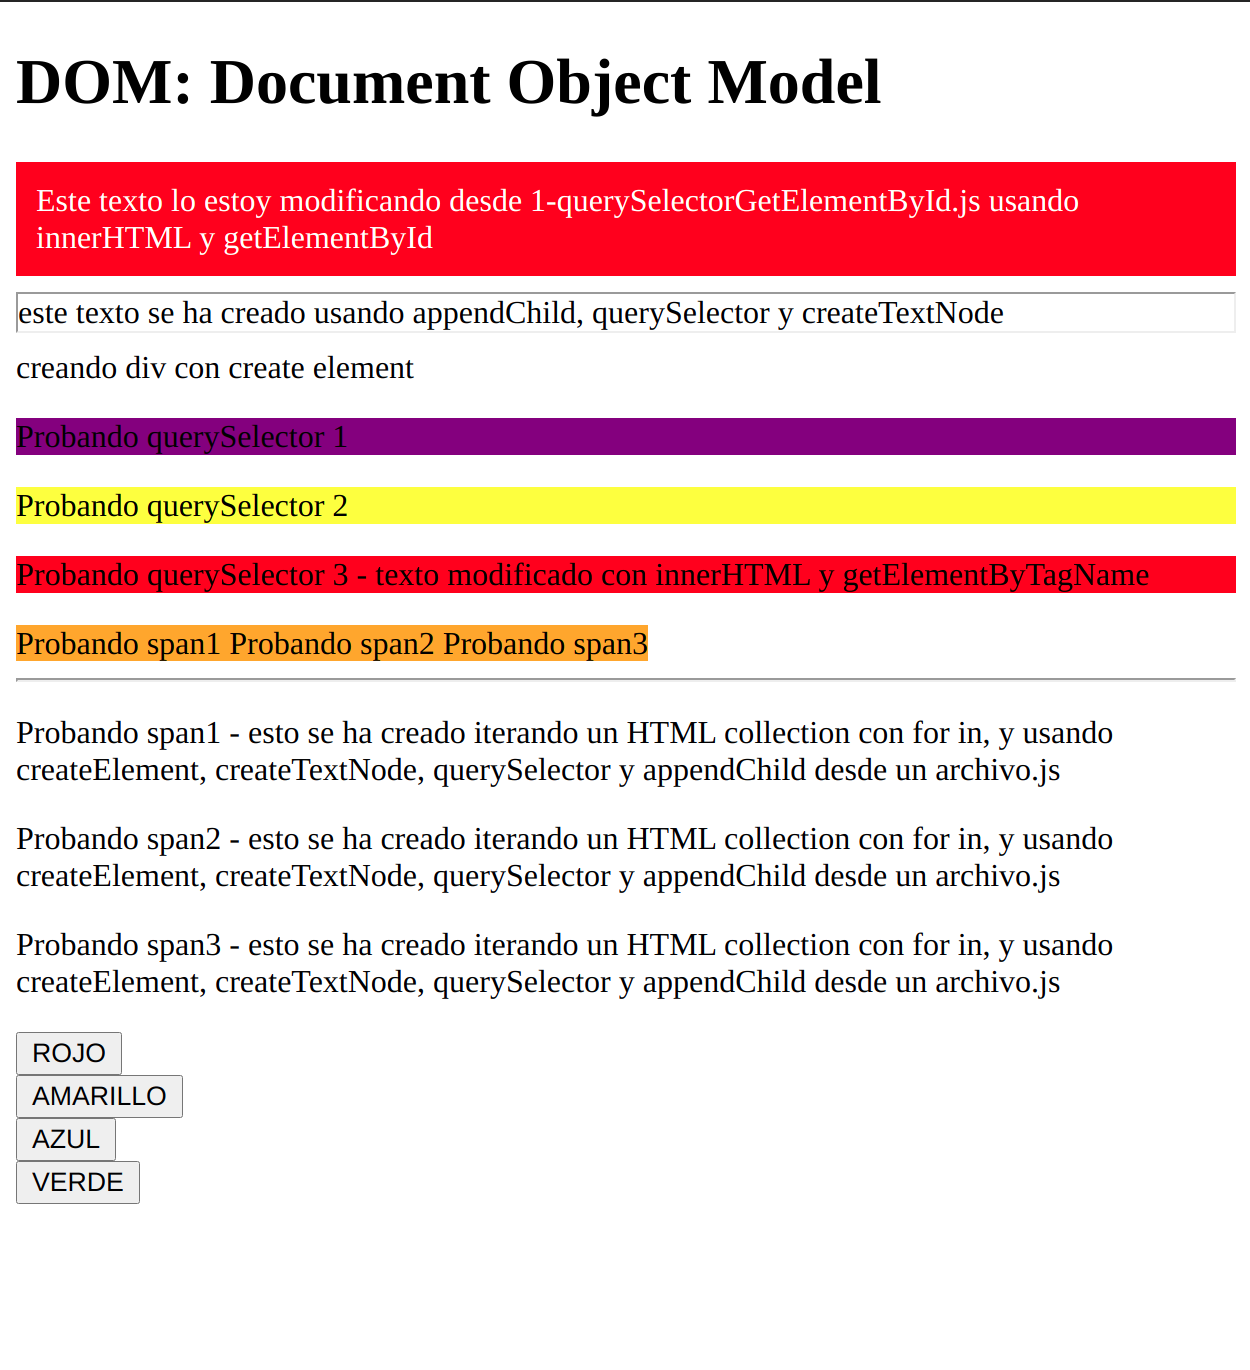 DOM: Document Object Model
Este texto lo estoy modificando desde 1-querySelectorGetElementById.js usando
innerHTML y getElementById
este texto se ha creado usando appendChild, querySelector y createTextNode
creando div con create element
Probando querySelector 1
Probando querySelector 2
Probando querySelector 3 - texto modificado con innerHTML y getElementByTagName
Probando span1 Probando span2 Probando span3
Probando span1 - esto se ha creado iterando un HTML collection con for in, y usando
createElement, createTextNode, querySelector y appendChild desde un archivo.js
Probando span2 - esto se ha creado iterando un HTML collection con for in, y usando
createElement, createTextNode, querySelector y appendChild desde un archivo.js
Probando span3 - esto se ha creado iterando un HTML collection con for in, y usando
createElement, createTextNode, querySelector y appendChild desde un archivo.js
ROJO
AMARILLO
AZUL
VERDE